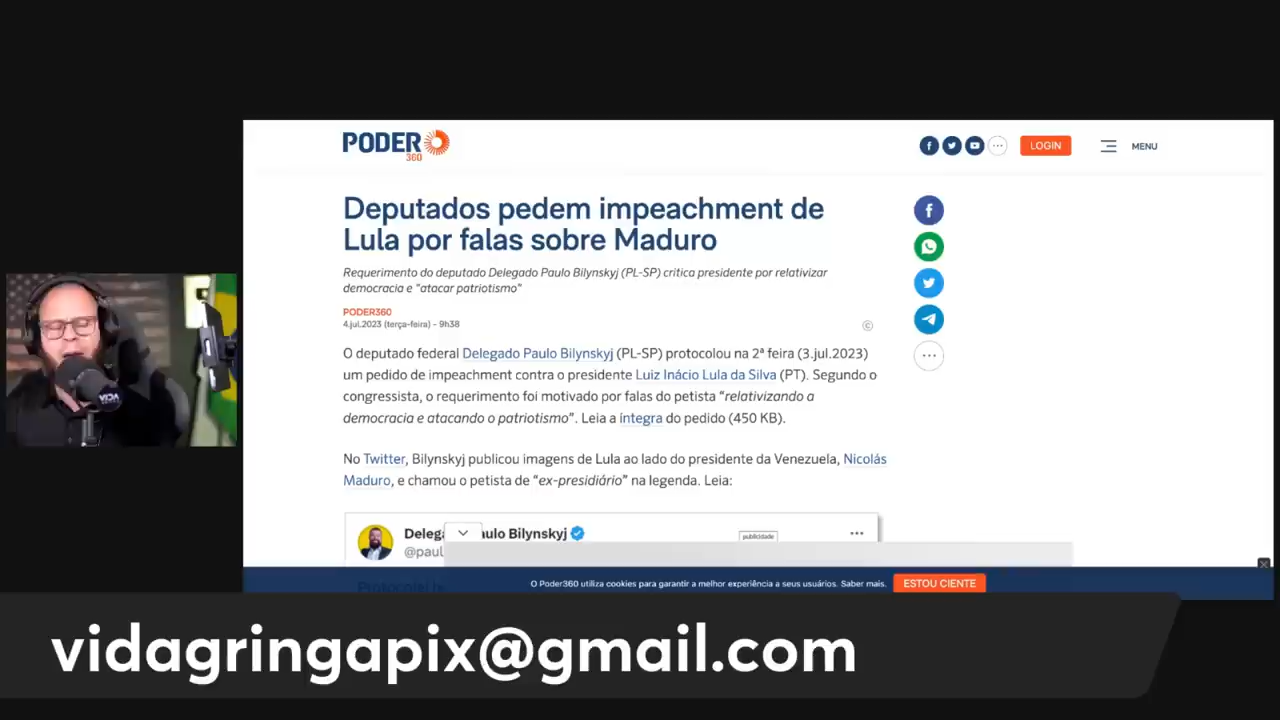 PODER
360
LOGIN
MENU
Deputados pedem impeachment de
Lula por falas sobre Maduro
Requerimento do deputado Delegado Paulo Bilynskyj (PL-SP) critica presidente por relativizar
democracia e "atacar patriotismo"
PODER360
4.jul.2023 (terça-feira) - 9h38
O deputado federal Delegado Paulo Bilynskyj (PL-SP) protocolou na 2ª feira (3.jul.2023)
um pedido de impeachment contra o presidente Luiz Inácio Lula da Silva (PT). Segundo o
congressista, o requerimento foi motivado por falas do petista “relativizando a
democracia e atacando o patriotismo”. Leia a íntegra do pedido (450 KB).
No Twitter, Bilynskyj publicou imagens de Lula ao lado do presidente da Venezuela, Nicolás
Maduro, e chamou o petista de “ex-presidiário” na legenda. Leia:
Bilynskyj
publicidade
O Poder360 utiliza cookies para garantir a melhor experiência a seus usuários. Saber mais.
ESTOU CIENTE
VIDA
vidagringapix@gmail.com